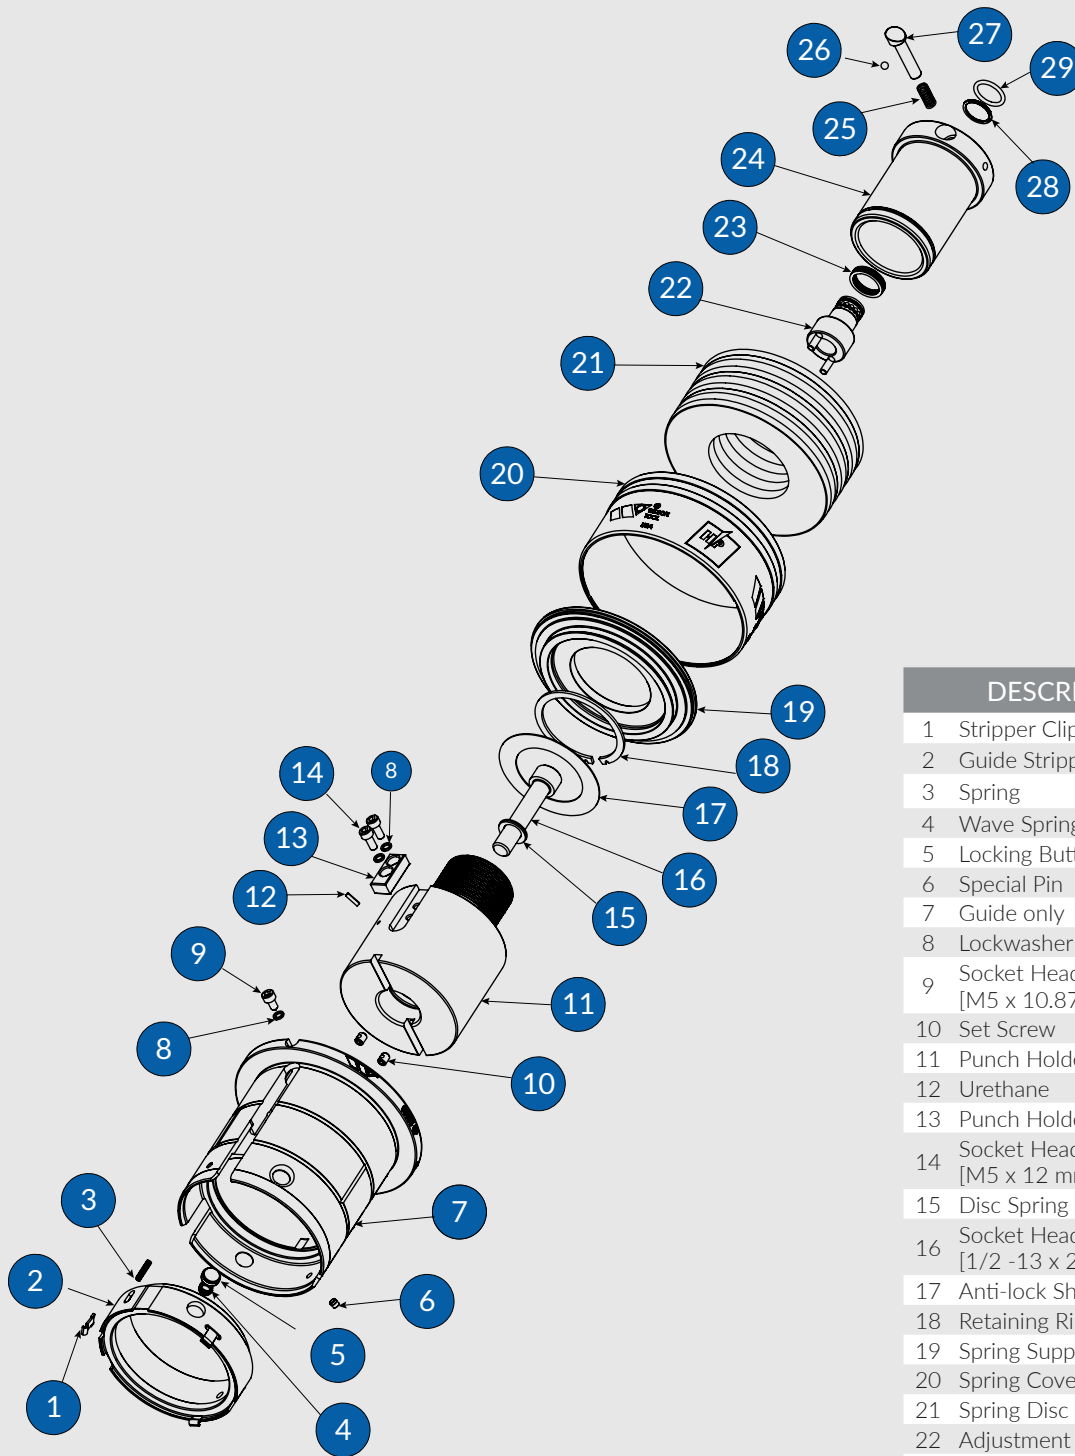 27
26
29
25
24
28
23
22
21
20
19
18
14
8
17
13
16
12
15
9
11
8
10
3
7
2
6
5
1
4
DESCR
1 Stripper Clip
2 Guide Stripp
3 Spring
4 Wave Spring
5 Locking Butt
6 Special Pin
7 Guide only
8 Lockwasher
9 Socket Head
[M5 x 10.87
10 Set Screw
11 Punch Holde
12 Urethane
13 Punch Holde
14 Socket Head
[M5 x 12 m
15 Disc Spring
16 Socket Head
[1/2 -13 x 2
17 Anti-lock Sh
18 Retaining Ri
19 Spring Supp
20 Spring Cove
21 Spring Disc
22 Adjustment